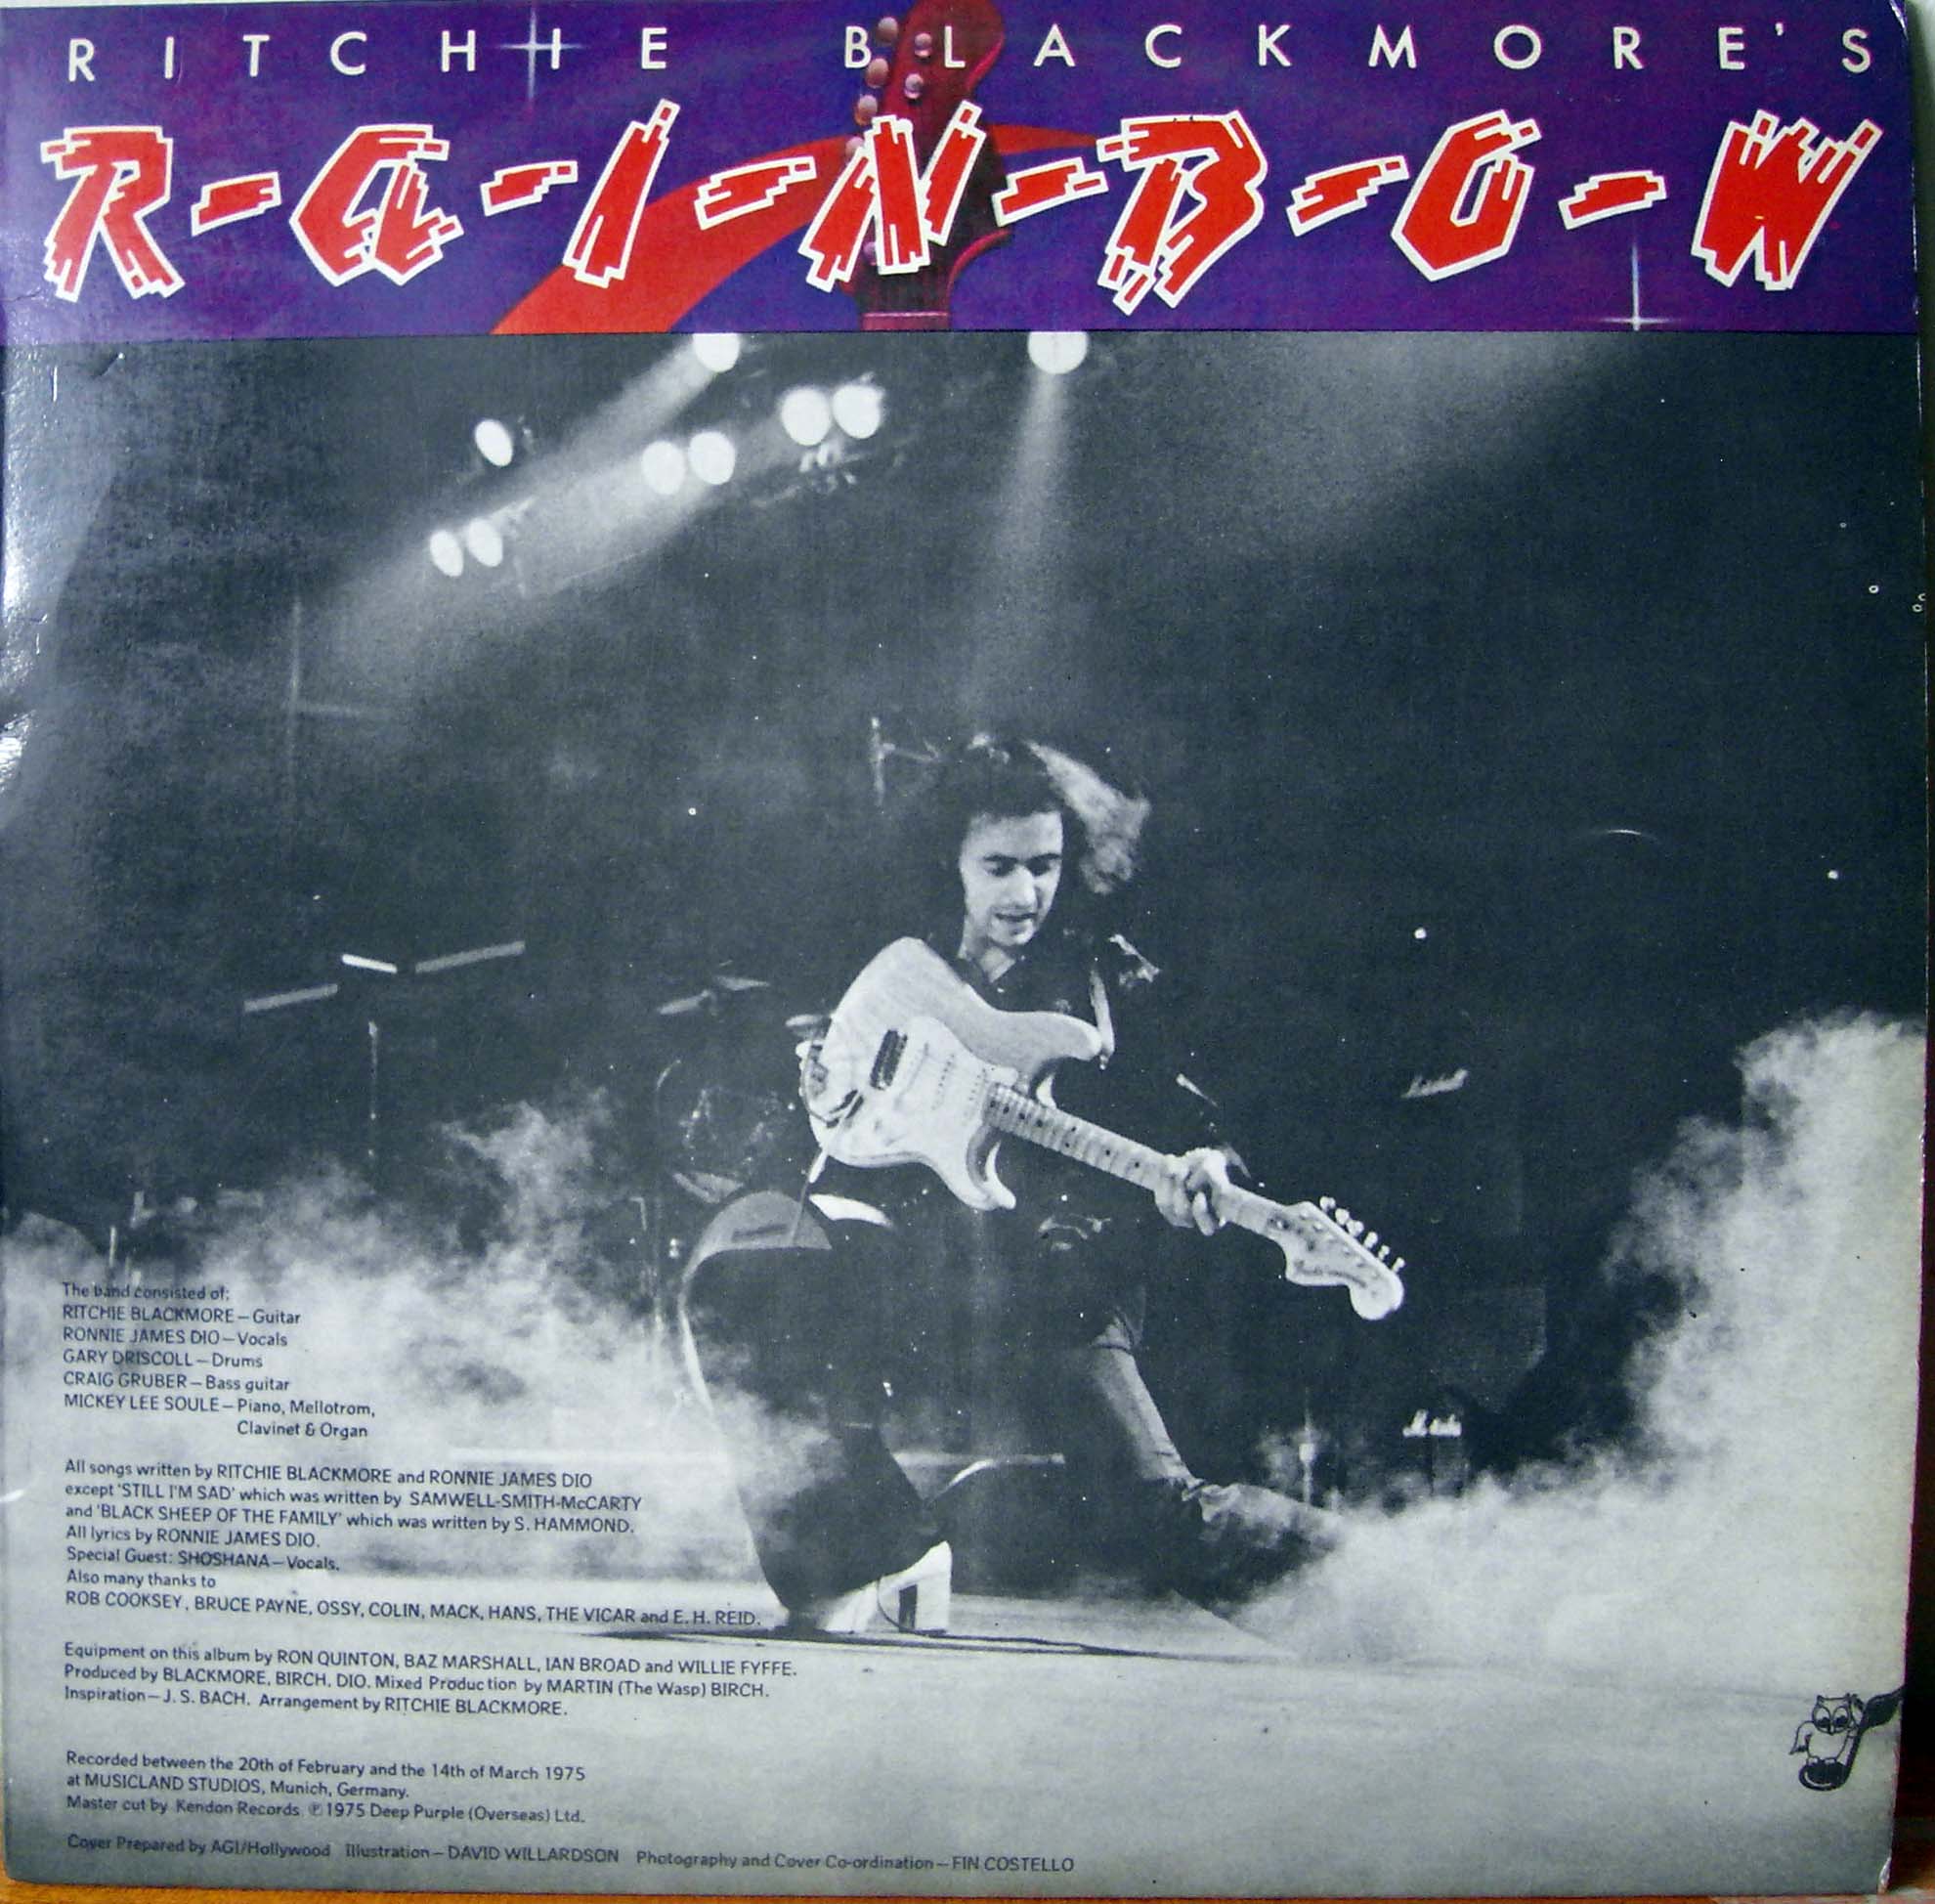 RITCHIE BLACKMORE'S
R-A-I-N-B-O-W
Marshall
The band consisted of:
RITCHIE BLACKMORE – Guitar
RONNIE JAMES DIO – Vocals
GARY DRISCOLL – Drums
CRAIG GRUBER – Bass guitar
MICKEY LEE SOULE – Piano, Mellotrom,
Clavinet & Organ
All songs written by RITCHIE BLACKMORE and RONNIE JAMES DIO
except 'STILL I'M SAD' which was written by SAMWELL-SMITH-McCARTY
and 'BLACK SHEEP OF THE FAMILY' which was written by S. HAMMOND.
All lyrics by RONNIE JAMES DIO.
Special Guest: SHOSHANA – Vocals.
Also many thanks to
ROB COOKSEY, BRUCE PAYNE, OSSY, COLIN, MACK, HANS, THE VICAR and E. H. REID.
Equipment on this album by RON QUINTON, BAZ MARSHALL, IAN BROAD and WILLIE FYFFE.
Produced by BLACKMORE, BIRCH, DIO. Mixed Production by MARTIN (The Wasp) BIRCH.
Inspiration – J. S. BACH. Arrangement by RITCHIE BLACKMORE.
Recorded between the 20th of February and the 14th of March 1975
at MUSICLAND STUDIOS, Munich, Germany.
Master cut by Kendon Records ℗ 1975 Deep Purple (Overseas) Ltd.
Cover Prepared by AGI/Hollywood Illustration – DAVID WILLARDSON Photography and Cover Co-ordination – FIN COSTELLO